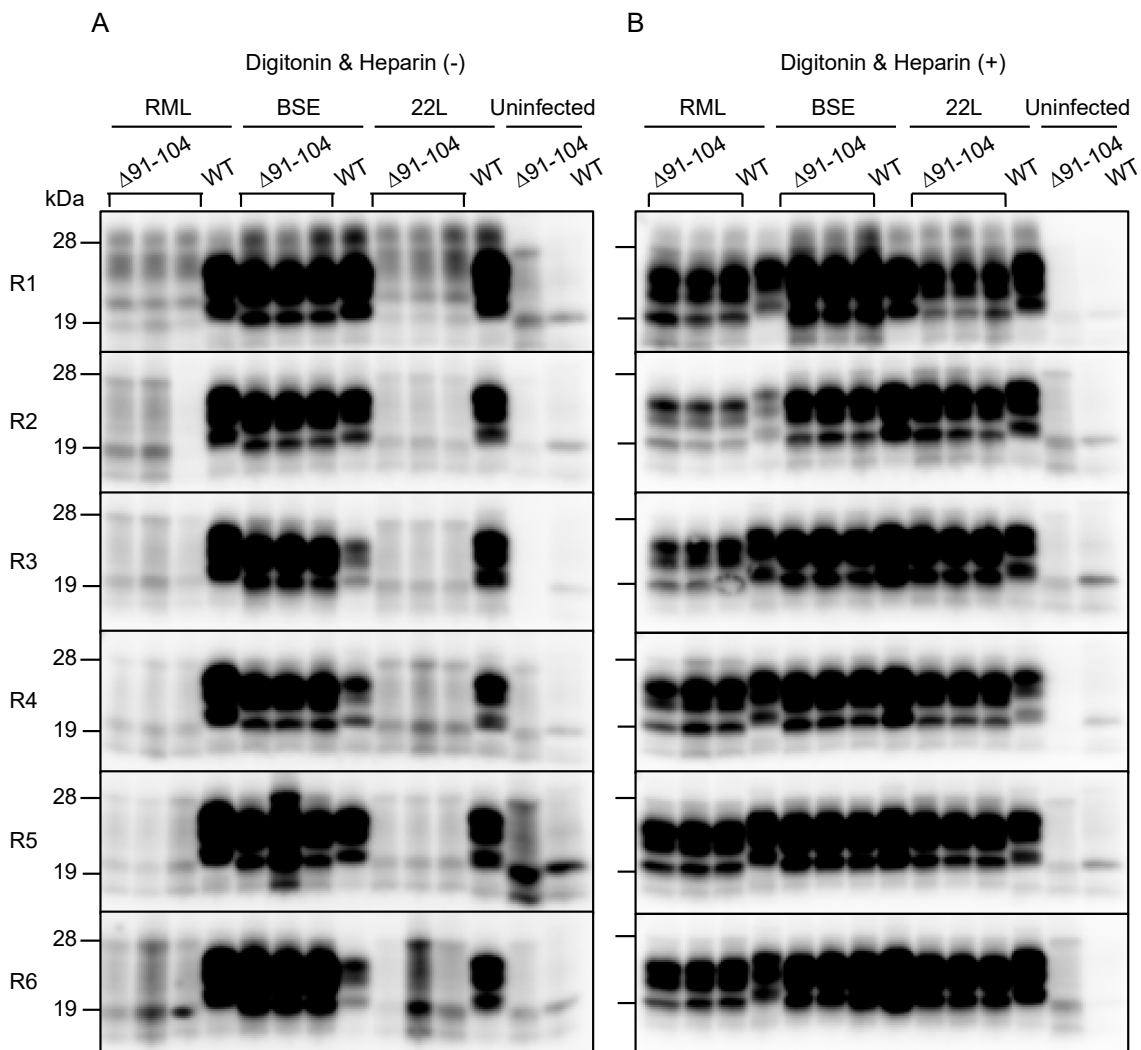 A B
Digitonin & Heparin (-) Digitonin & Heparin (+)
RML BSE 22L Uninfected RML BSE 22L Uninfected
Δ91-104 WT Δ91-104 WT Δ91-104 WT Δ91-104 WT Δ91-104 WT Δ91-104 WT Δ91-104 WT Δ91-104 WT
kDa
28
R1
19
28
R2
19
28
R3
19
28
R4
19
28
R5
19
28
R6
19